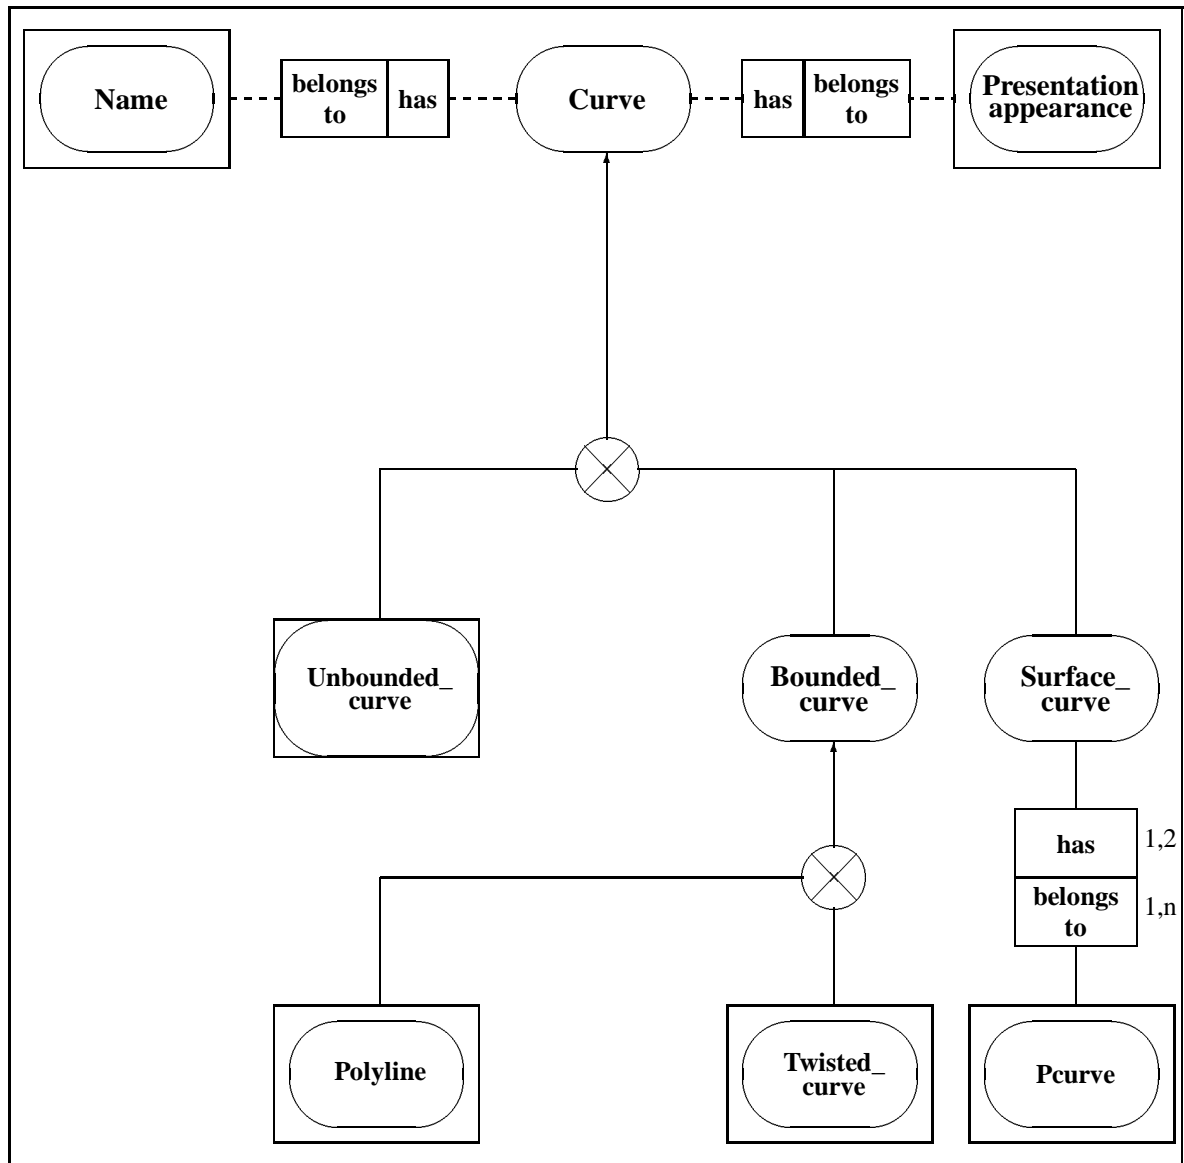 Name
belongs
to
has
Curve
has
belongs
to
Presentation
appearance
Unbounded_
curve
Bounded_
curve
Surface_
curve
has
1,2
belongs
to
1,n
Polyline
Twisted_
curve
Pcurve